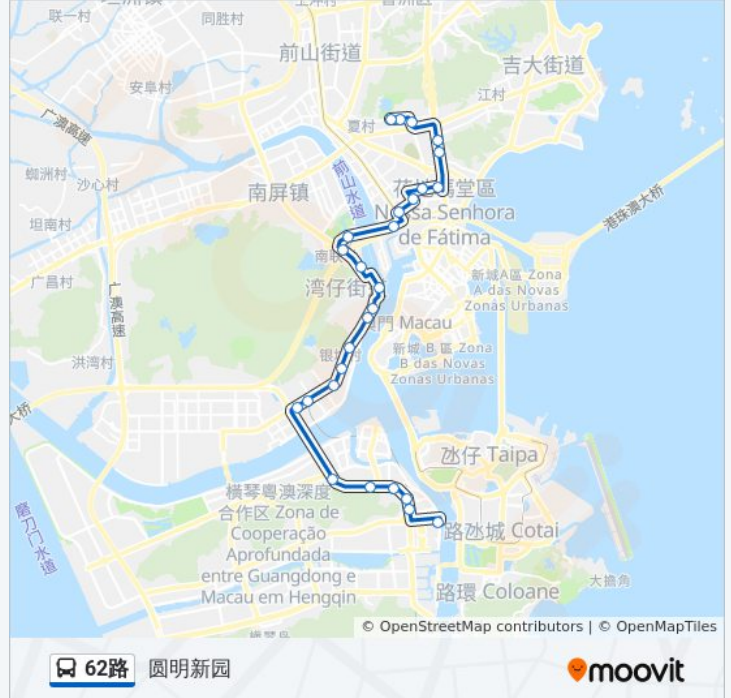 联一村
同胜村
前山街道
吉大街道
安阜村
江村
夏村
广澳高速
前山水道
蜘洲村
沙心村
南屏镇
花地瑪堂區
Nossa Senhora
de Fátima
港珠澳大桥
坦南村
广昌村
湾仔街
新城A區 Zona
A das Novas
Zonas Urbanas
广澳高速
澳門 Macau
新城 B 區 Zona
B das Novas
Zonas Urbanas
洪湾村
大桥
氹仔 Taipa
橫琴粵澳深度
合作区 Zona de
Cooperação
Aprofundada
entre Guangdong e
Macau em Hengqin
磨刀门水道
路氹城 Cotai
大擔角
路環 Coloane
© OpenStreetMap contributors | © OpenMapTiles
62路 圆明新园
moovit